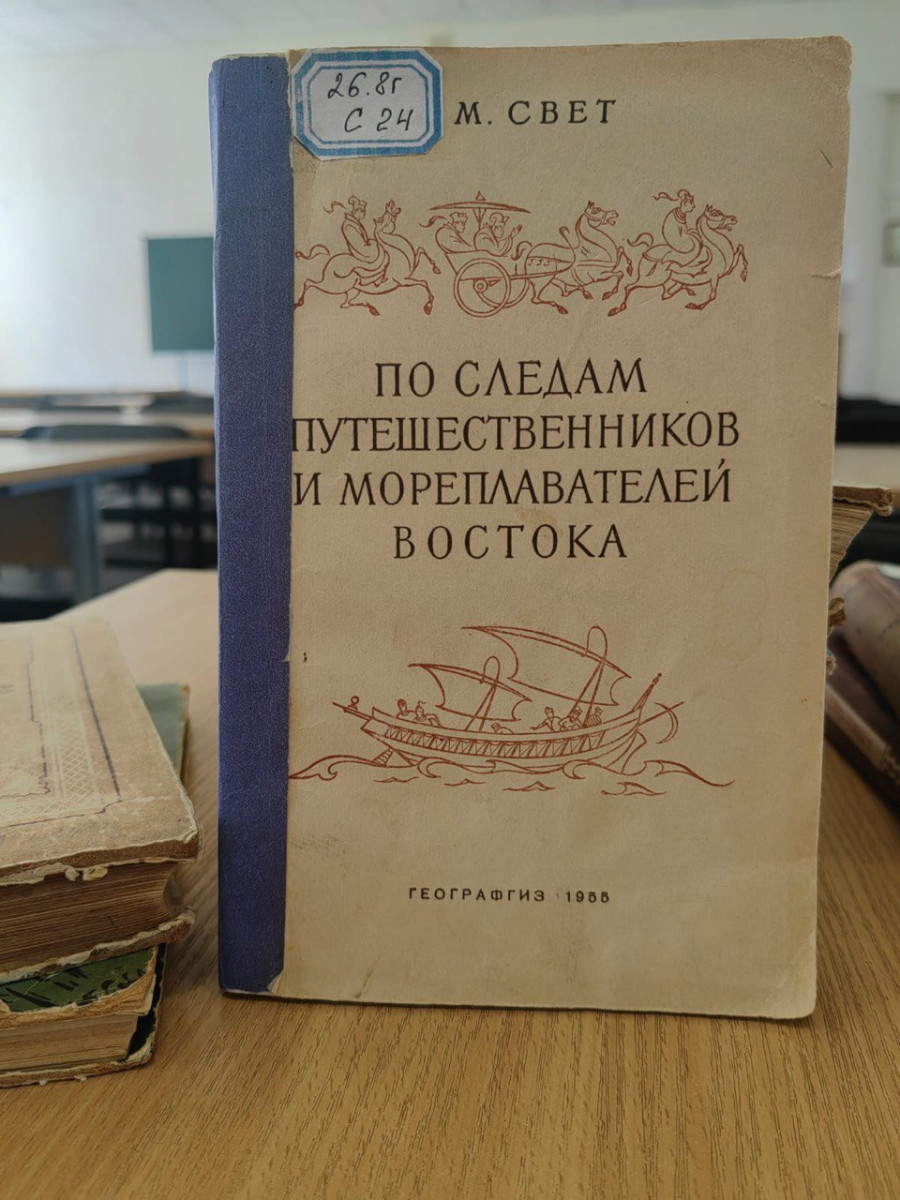 26.8г
С 24
М. СВЕТ
ПО СЛЕДАМ
ПУТЕШЕСТВЕННИКОВ
И МОРЕПЛАВАТЕЛЕЙ
ВОСТОКА
ГЕОГРАФГИЗ 1955